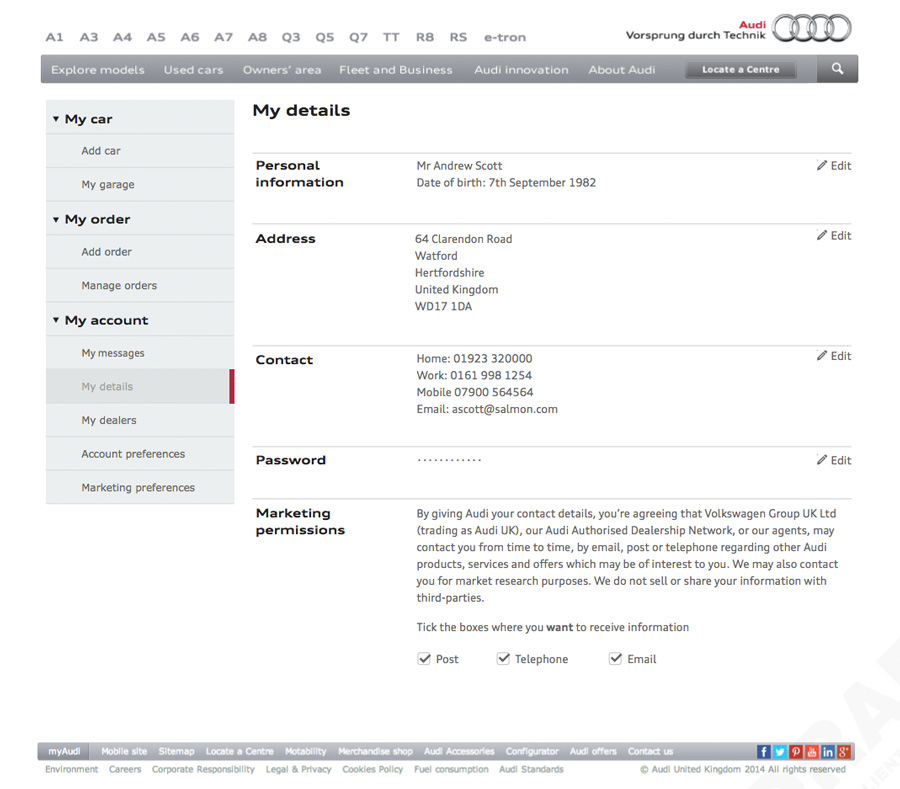 A1 A3 A4 A5 A6 A7 A8 Q3 Q5 Q7 TT R8 RS e-tron
Audi
Vorsprung durch Technik
Explore models Used cars Owners' area Fleet and Business Audi innovation About Audi Locate a Centre
My car
Add car
My garage
My order
Add order
Manage orders
My account
My messages
My details
My dealers
Account preferences
Marketing preferences
My details
Personal information
Mr Andrew Scott
Date of birth: 7th September 1982
Edit
Address
64 Clarendon Road
Watford
Hertfordshire
United Kingdom
WD17 1DA
Edit
Contact
Home: 01923 320000
Work: 0161 998 1254
Mobile 07900 564564
Email: ascott@salmon.com
Edit
Password
············
Edit
Marketing permissions
By giving Audi your contact details, you're agreeing that Volkswagen Group UK Ltd
(trading as Audi UK), our Audi Authorised Dealership Network, or our agents, may
contact you from time to time, by email, post or telephone regarding other Audi
products, services and offers which may be of interest to you. We may also contact
you for market research purposes. We do not sell or share your information with
third-parties.
Tick the boxes where you want to receive information
Post Telephone Email
myAudi Mobile site Sitemap Locate a Centre Motability Merchandise shop Audi Accessories Configurator Audi offers Contact us
Environment Careers Corporate Responsibility Legal & Privacy Cookies Policy Fuel consumption Audi Standards © Audi United Kingdom 2014 All rights reserved